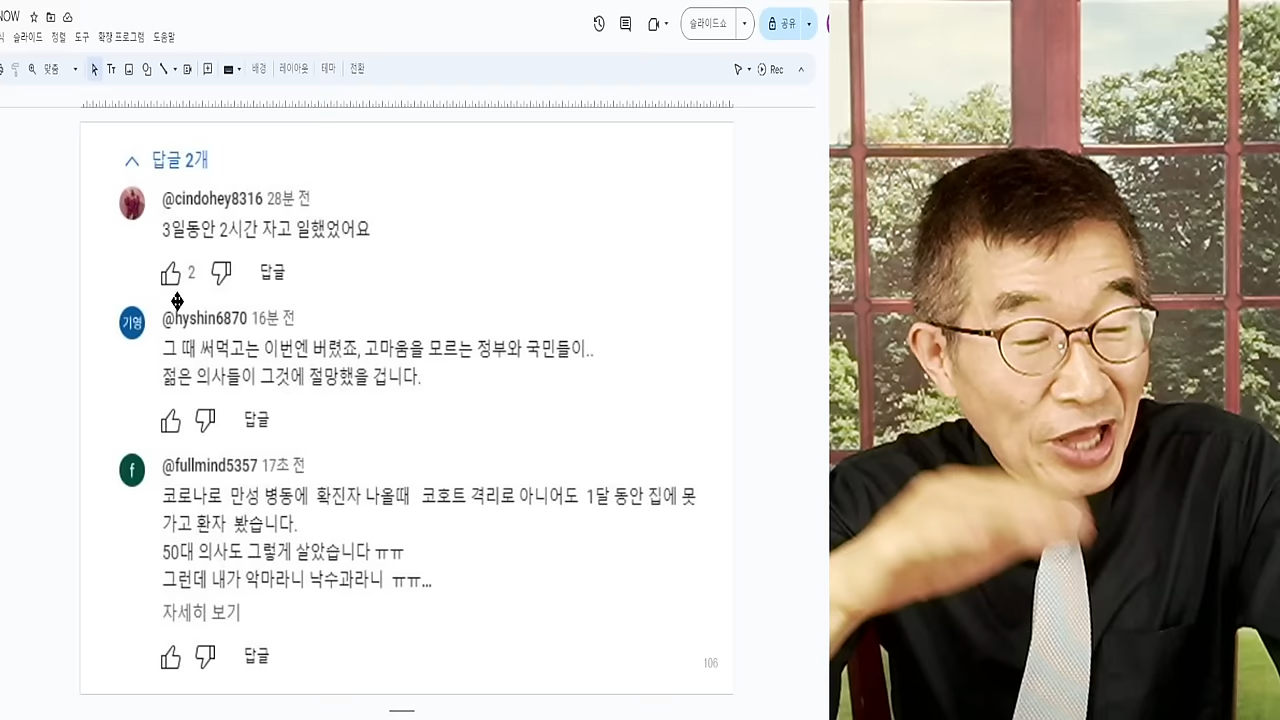 NOW
슬라이드 정렬 도구 확장 프로그램 도움말
슬라이드쇼
공유
맞춤
배경
레이아웃
테마
전환
Rec
답글 2개
@cindohey8316 28분 전
3일동안 2시간 자고 일했었어요
2
답글
기영
@hyshin6870 16분 전
그 때 써먹고는 이번엔 버렸죠, 고마움을 모르는 정부와 국민들이..
젊은 의사들이 그것에 절망했을 겁니다.
답글
f
@fullmind5357 17초 전
코로나로 만성 병동에 확진자 나올때 코호트 격리로 아니어도 1달 동안 집에 못
가고 환자 봤습니다.
50대 의사도 그렇게 살았습니다 ㅠㅠ
그런데 내가 악마라니 낙수과라니 ㅠㅠ...
자세히 보기
답글
106